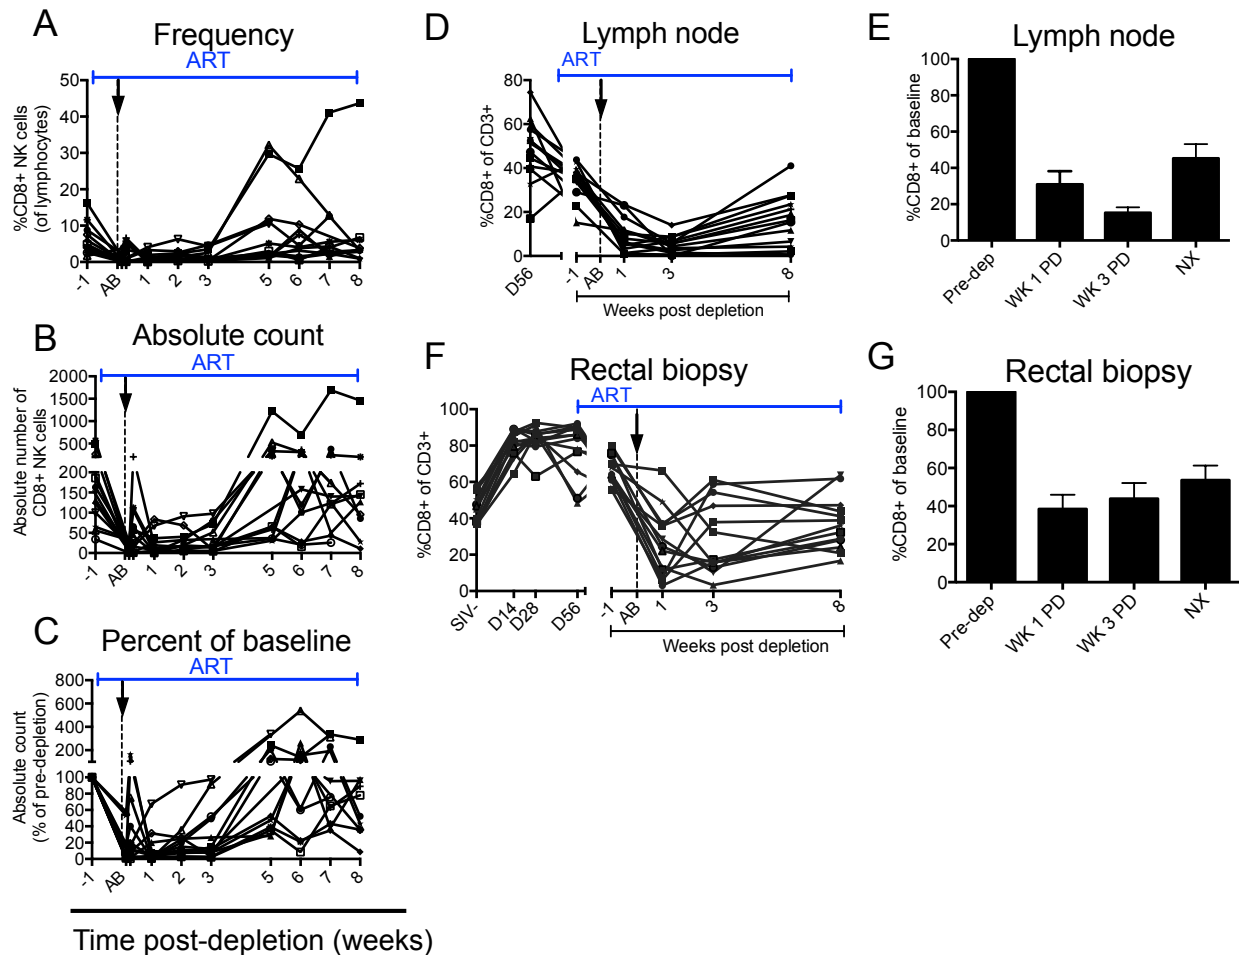 A
Frequency
ART
%CD8+ NK cells
(of lymphocytes)
50
40
30
20
10
0
-1
AB
1
2
3
5
6
7
8
B
Absolute count
ART
Absolute number of
CD8+ NK cells
2000
1500
1000
500
200
150
100
50
0
-1
AB
1
2
3
5
6
7
8
C
Percent of baseline
ART
Absolute count
(% of pre-depletion)
800
600
400
200
100
80
60
40
20
0
-1
AB
1
2
3
5
6
7
8
Time post-depletion (weeks)
D
Lymph node
ART
%CD8+ of CD3+
80
60
40
20
0
D56
-1
AB
1
3
8
Weeks post depletion
E
Lymph node
%CD8+ of baseline
100
80
60
40
20
0
Pre-dep
WK 1 PD
WK 3 PD
NX
F
Rectal biopsy
ART
%CD8+ of CD3+
100
80
60
40
20
0
SIV-
D14
D28
D56
-1
AB
1
3
8
Weeks post depletion
G
Rectal biopsy
%CD8+ of baseline
100
80
60
40
20
0
Pre-dep
WK 1 PD
WK 3 PD
NX